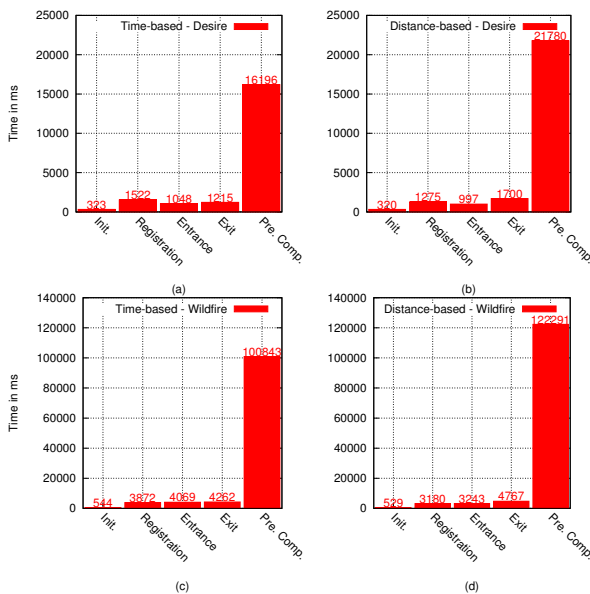 Time in ms
25000
20000
15000
10000
5000
0
Time-based - Desire
323
1522
1048
1215
16196
Init.
Registration
Entrance
Exit
Pre. Comp.
(a)
25000
20000
15000
10000
5000
0
Distance-based - Desire
320
1275
997
1700
21780
Init.
Registration
Entrance
Exit
Pre. Comp.
(b)
Time in ms
140000
120000
100000
80000
60000
40000
20000
0
Time-based - Wildfire
544
3872
4069
4262
100843
Init.
Registration
Entrance
Exit
Pre. Comp.
(c)
140000
120000
100000
80000
60000
40000
20000
0
Distance-based - Wildfire
529
3180
3243
4767
122291
Init.
Registration
Entrance
Exit
Pre. Comp.
(d)